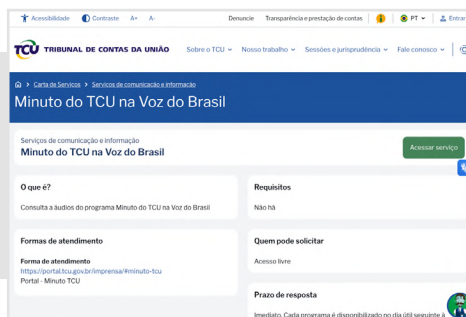 Acessibilidade Contraste A+ A- Denuncie Transparência e prestação de contas PT Entrar
TCU TRIBUNAL DE CONTAS DA UNIÃO Sobre o TCU Nosso trabalho Sessões e jurisprudência Fale conosco
Carta de Serviços > Serviços de comunicação e informação
Minuto do TCU na Voz do Brasil
Serviços de comunicação e informação
Minuto do TCU na Voz do Brasil
Acessar serviço
O que é?
Consulta a áudios do programa Minuto do TCU na Voz do Brasil
Requisitos
Não há
Formas de atendimento
Forma de atendimento
https://portal.tcu.gov.br/imprensa/#minuto-tcu
Portal - Minuto TCU
Quem pode solicitar
Acesso livre
Prazo de resposta
Imediato. Cada programa é disponibilizado no dia útil seguinte à